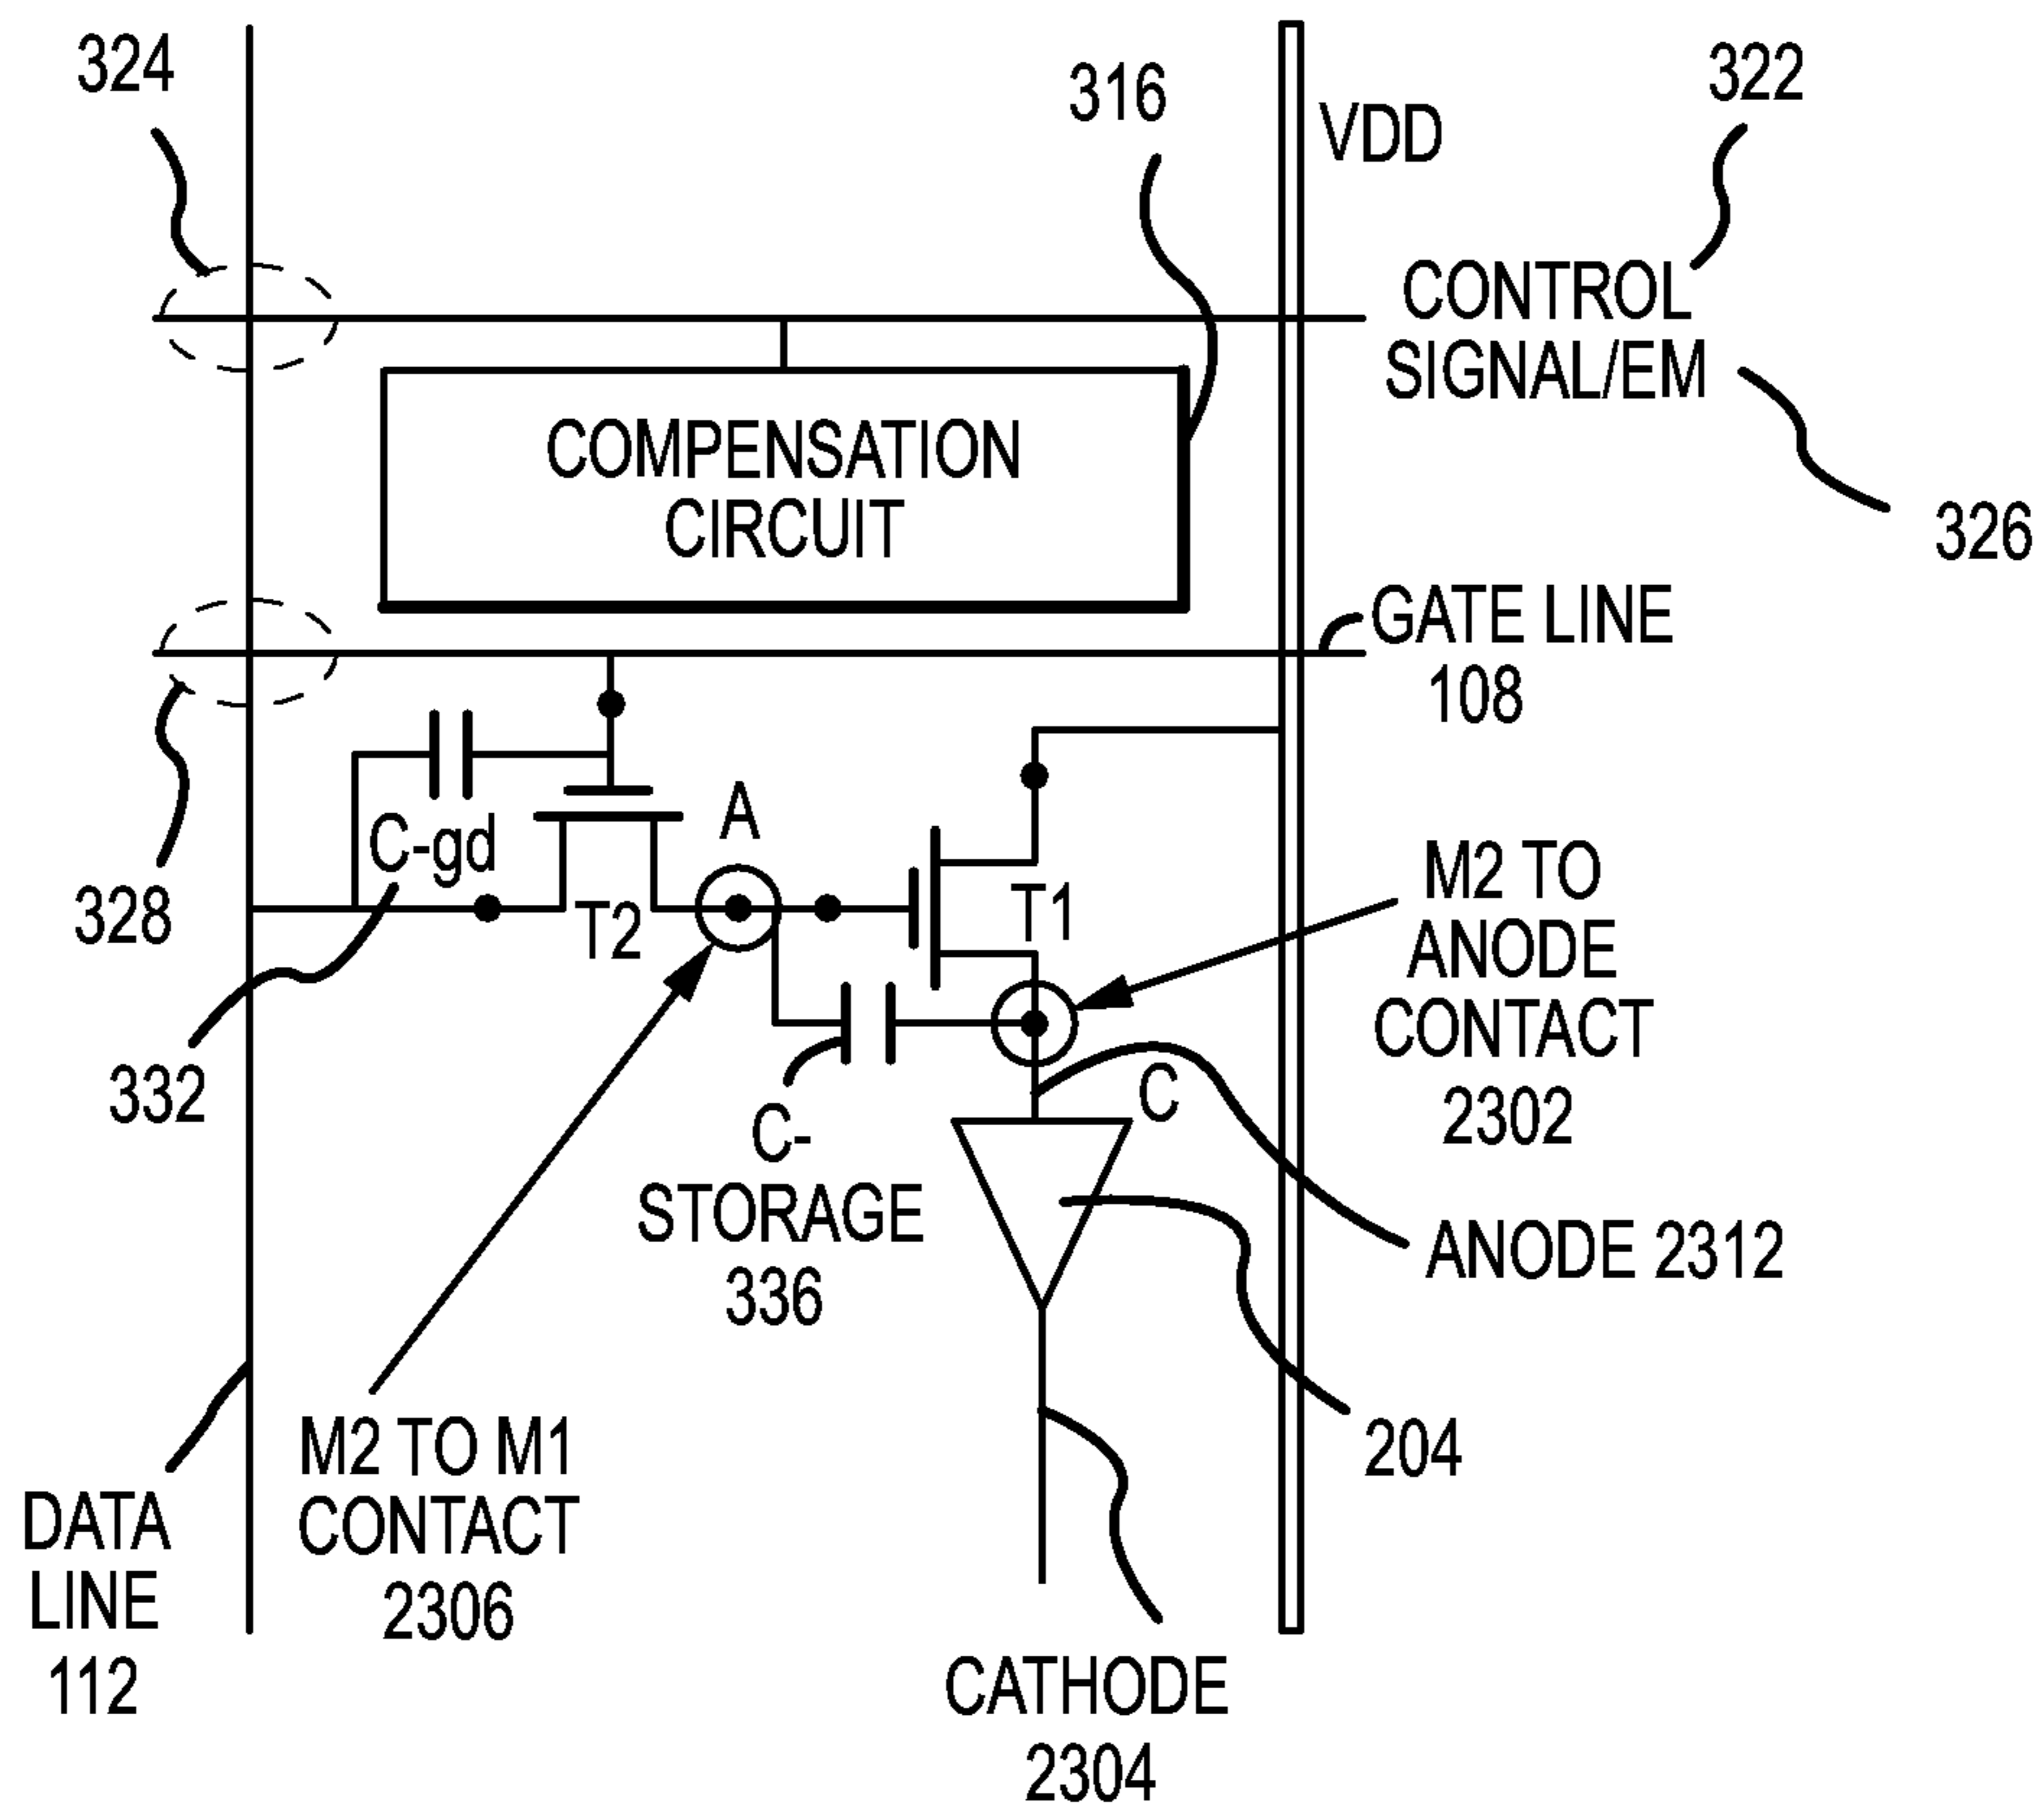 324
316
322
VDD
CONTROL
SIGNAL/EM
326
COMPENSATION
CIRCUIT
GATE LINE
108
A
C-gd
328
T2
T1
M2 TO
ANODE
CONTACT
2302
332
C
C-
STORAGE
336
ANODE 2312
204
M2 TO M1
CONTACT
2306
DATA
LINE
112
CATHODE
2304